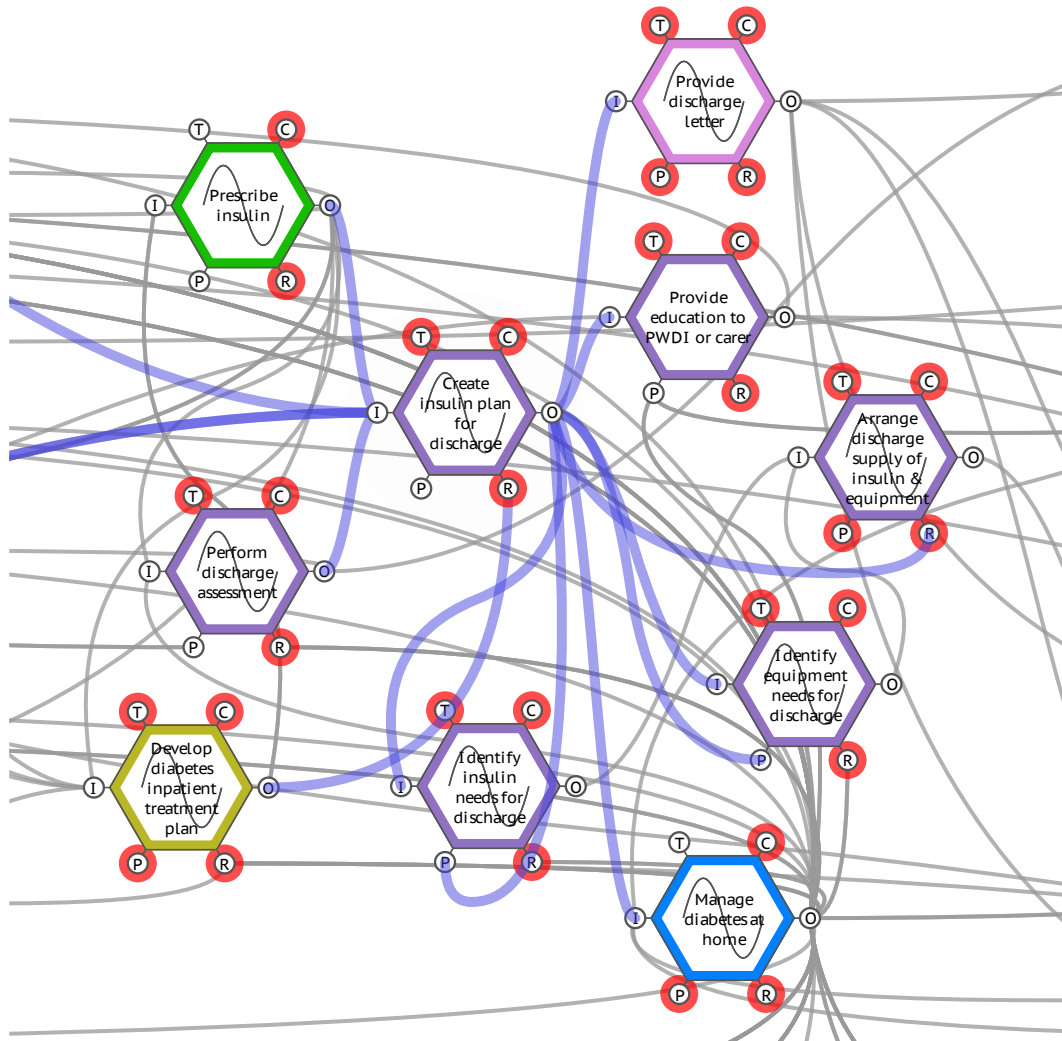 T C
Provide
discharge
letter
I O
P R
T C
Prescribe
insulin
I O
P R
T C
Provide
education to
PWDI or carer
I O
P R
T C
Create
insulin plan
for
discharge
I O
P R
T C
Arrange
discharge
supply of
insulin &
equipment
I O
P R
T C
Perform
discharge
assessment
I O
P R
T C
Identify
equipment
needs for
discharge
I O
P R
T C
Develop
diabetes
inpatient
treatment
plan
I O
P R
T C
Identify
insulin
needs for
discharge
I O
P R
T C
Manage
diabetes at
home
I O
P R